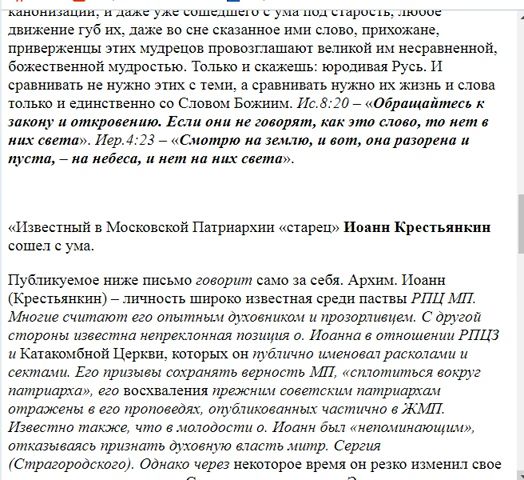 канонизации, и даже уже сошедшего с ума под старость, любое
движение губ их, даже во сне сказанное ими слово, прихожане,
приверженцы этих мудрецов провозглашают великой им несравненной,
божественной мудростью. Только и скажешь: юродивая Русь. И
сравнивать не нужно этих с теми, а сравнивать нужно их жизнь и слова
только и единственно со Словом Божиим. Ис.8:20 – «Обращайтесь к
закону и откровению. Если они не говорят, как это слово, то нет в
них света». Иер.4:23 – «Смотрю на землю, и вот, она разорена и
пуста, – на небеса, и нет на них света».
«Известный в Московской Патриархии «старец» Иоанн Крестьянкин
сошел с ума.
Публикуемое ниже письмо говорит само за себя. Архим. Иоанн
(Крестьянкин) – личность широко известная среди паствы РПЦ МП.
Многие считают его опытным духовником и прозорливцем. С другой
стороны известна непреклонная позиция о. Иоанна в отношении РПЦЗ
и Катакомбной Церкви, которых он публично именовал расколами и
сектами. Его призывы сохранять верность МП, «сплотиться вокруг
патриарха», его восхваления прежним советским патриархам
отражены в его проповедях, опубликованных частично в ЖМП.
Известно также, что в молодости о. Иоанн был «непоминающим»,
отказываясь признать духовную власть митр. Сергия
(Страгородского). Однако через некоторое время он резко изменил свое